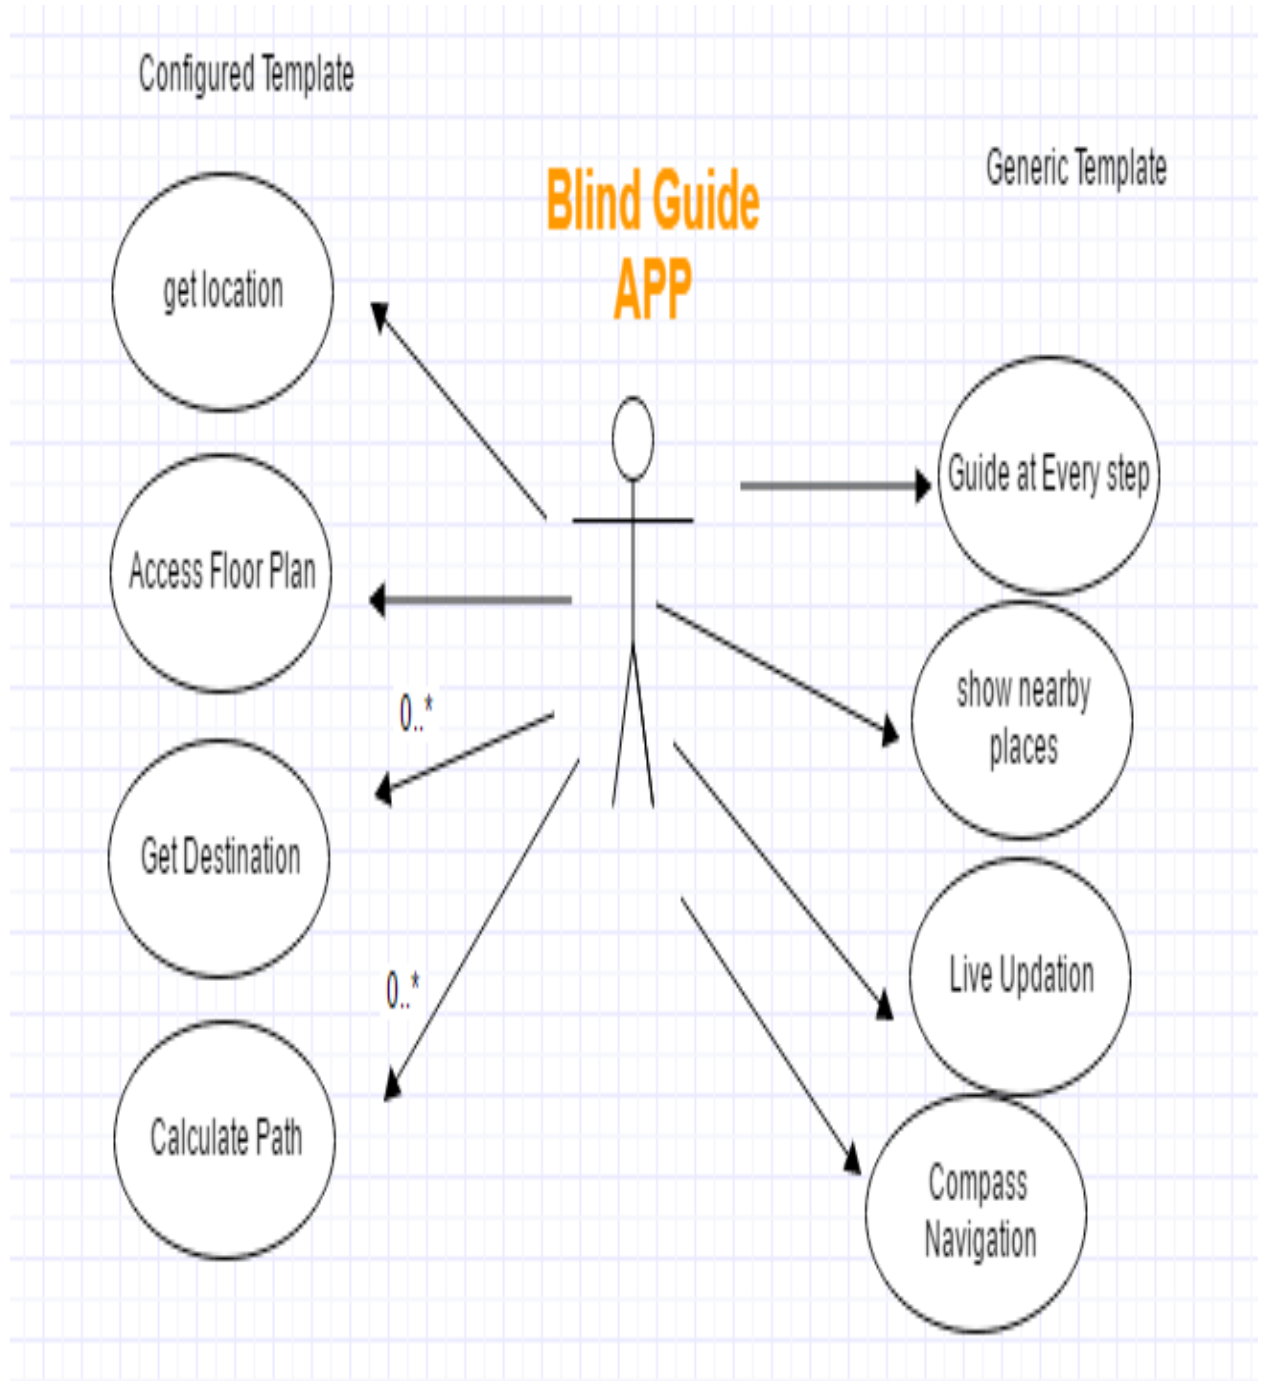 Configured Template
Generic Template
Blind Guide
APP
get location
Guide at Every step
Access Floor Plan
show nearby
places
0..*
Get Destination
Live Updation
0..*
Calculate Path
Compass
Navigation